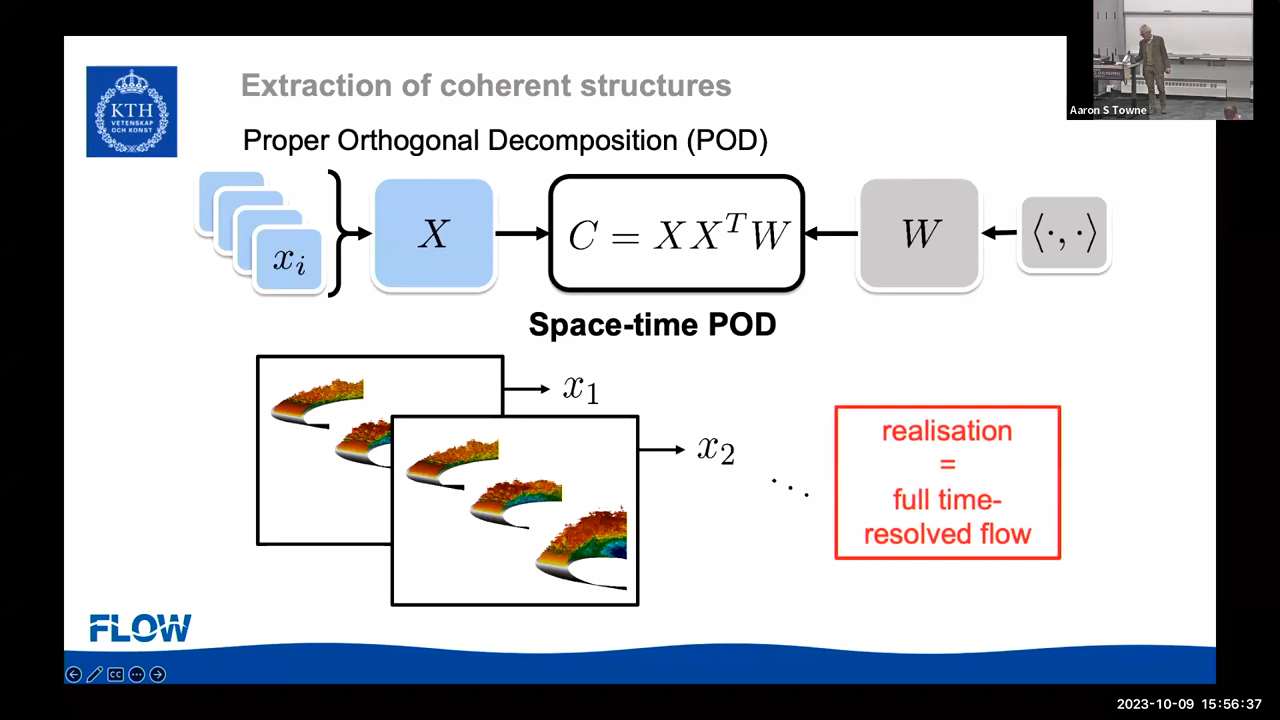 Extraction of coherent structures
KTH
VETENSKAP
OCH KONST
Proper Orthogonal Decomposition (POD)
x_i
X
C = XX^T W
W
⟨·, ·⟩
Space-time POD
x_1
x_2
. . .
realisation
=
full time-
resolved flow
FLOW
CC
Aaron S Towne
2023-10-09 15:56:37